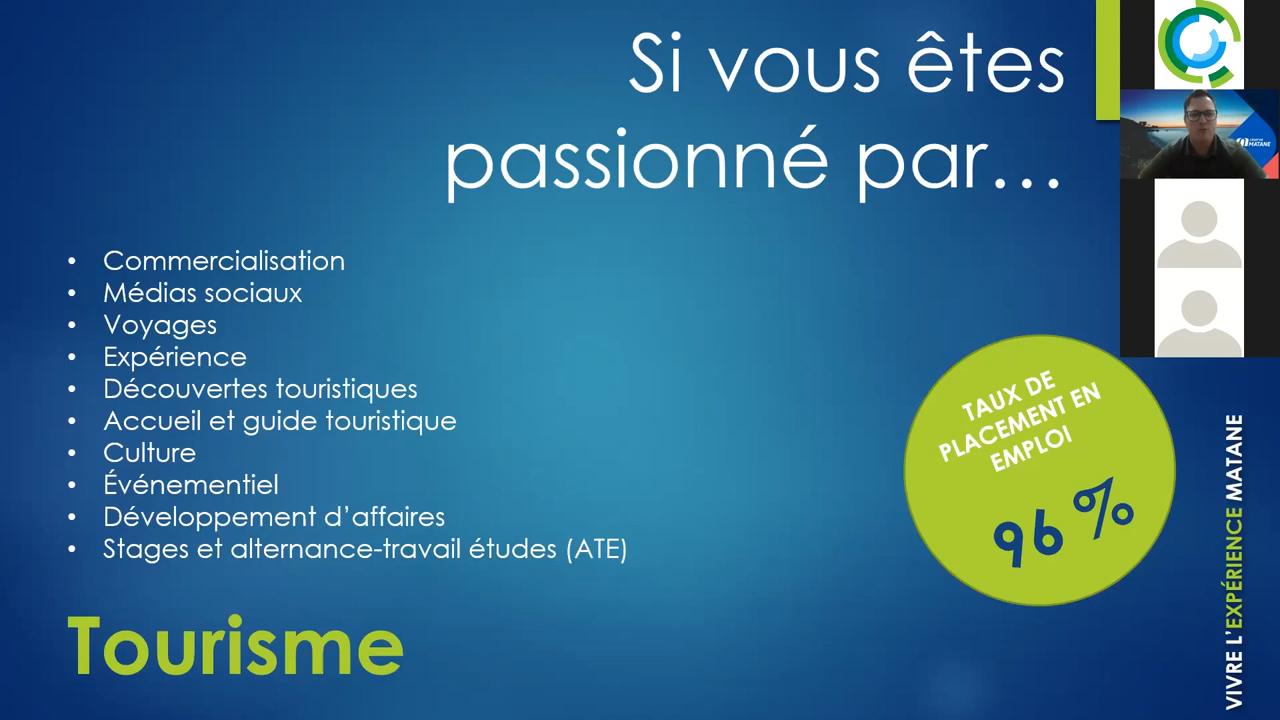 Si vous êtes
passionné par…
• Commercialisation
• Médias sociaux
• Voyages
• Expérience
• Découvertes touristiques
• Accueil et guide touristique
• Culture
• Événementiel
• Développement d’affaires
• Stages et alternance-travail études (ATE)
TAUX DE
PLACEMENT EN
EMPLOI
96 %
Tourisme
VIVRE L’EXPÉRIENCE MATANE
MATANE